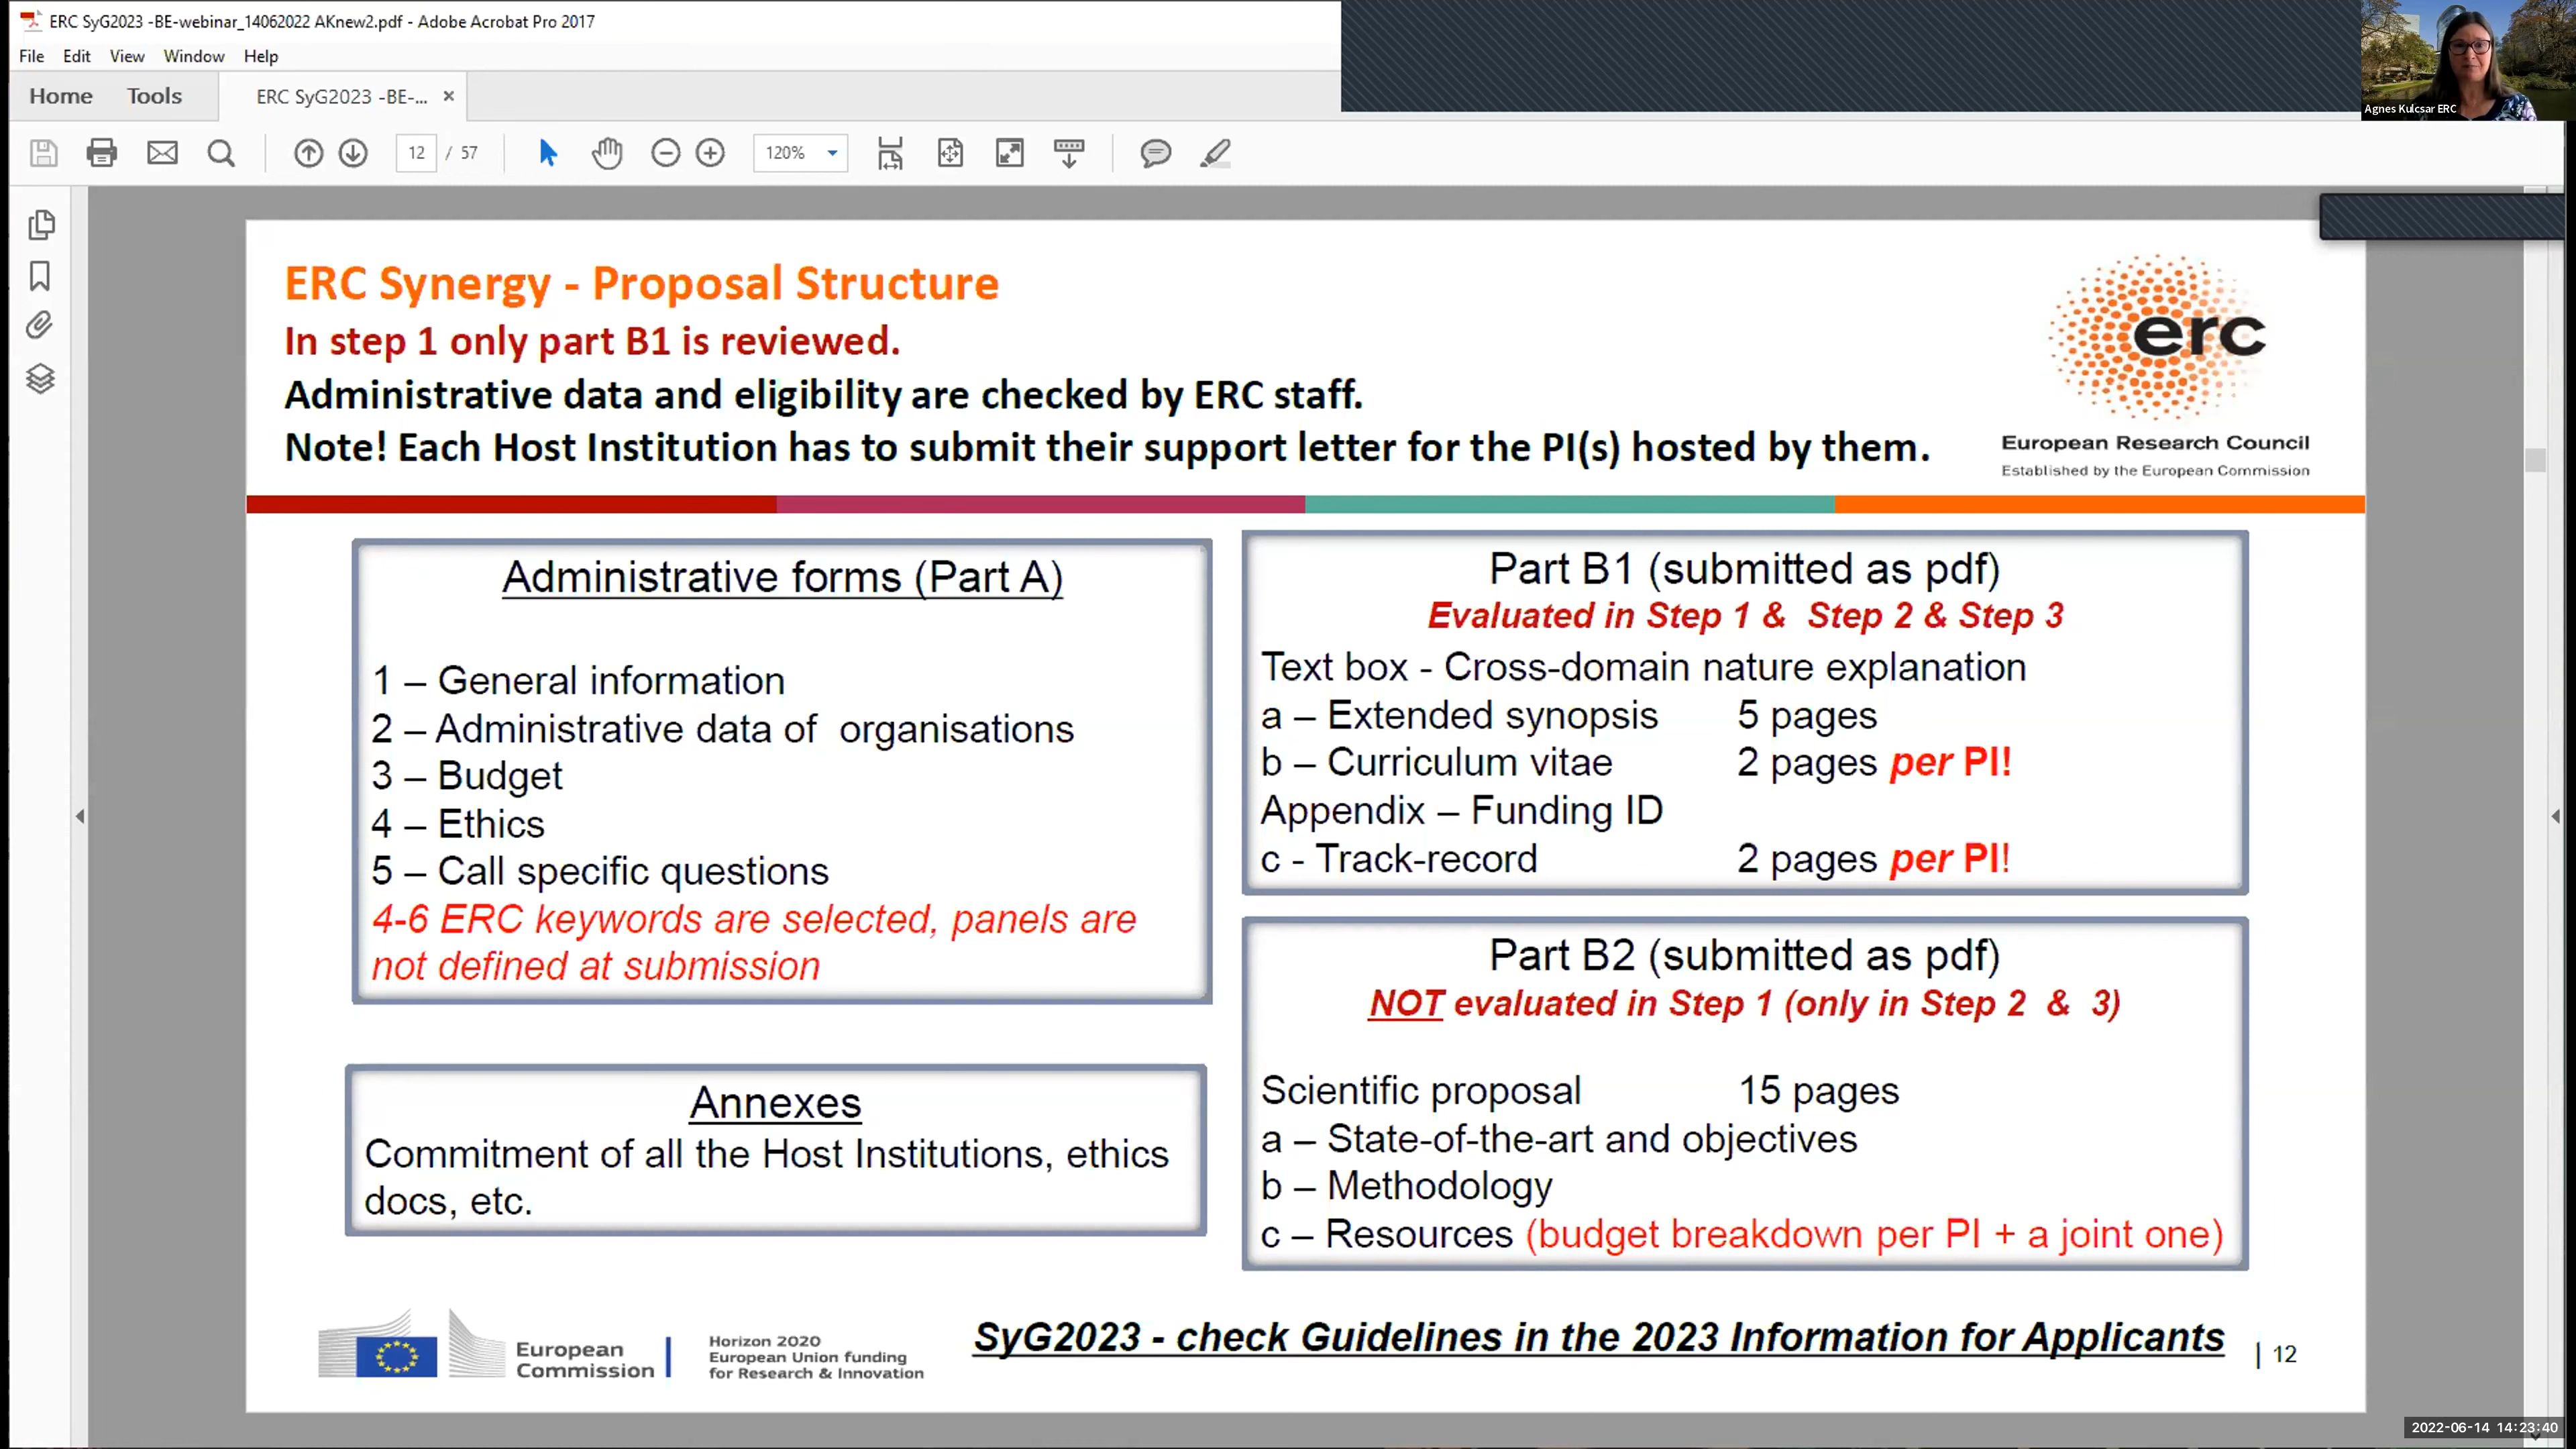 ERC SyG2023 -BE-webinar_14062022 AKnew2.pdf - Adobe Acrobat Pro 2017
File Edit View Window Help
Home Tools ERC SyG2023 -BE-... ×
12 / 57 120%
Agnes Kulcsar ERC
ERC Synergy - Proposal Structure
In step 1 only part B1 is reviewed.
Administrative data and eligibility are checked by ERC staff.
Note! Each Host Institution has to submit their support letter for the PI(s) hosted by them.
erc
European Research Council
Established by the European Commission
Administrative forms (Part A)
1 – General information
2 – Administrative data of organisations
3 – Budget
4 – Ethics
5 – Call specific questions
4-6 ERC keywords are selected, panels are
not defined at submission
Annexes
Commitment of all the Host Institutions, ethics
docs, etc.
Part B1 (submitted as pdf)
Evaluated in Step 1 & Step 2 & Step 3
Text box - Cross-domain nature explanation
a – Extended synopsis 5 pages
b – Curriculum vitae 2 pages per PI!
Appendix – Funding ID
c - Track-record 2 pages per PI!
Part B2 (submitted as pdf)
NOT evaluated in Step 1 (only in Step 2 & 3)
Scientific proposal 15 pages
a – State-of-the-art and objectives
b – Methodology
c – Resources (budget breakdown per PI + a joint one)
European
Commission
Horizon 2020
European Union funding
for Research & Innovation
SyG2023 - check Guidelines in the 2023 Information for Applicants
| 12
2022-06-14 14:23:40